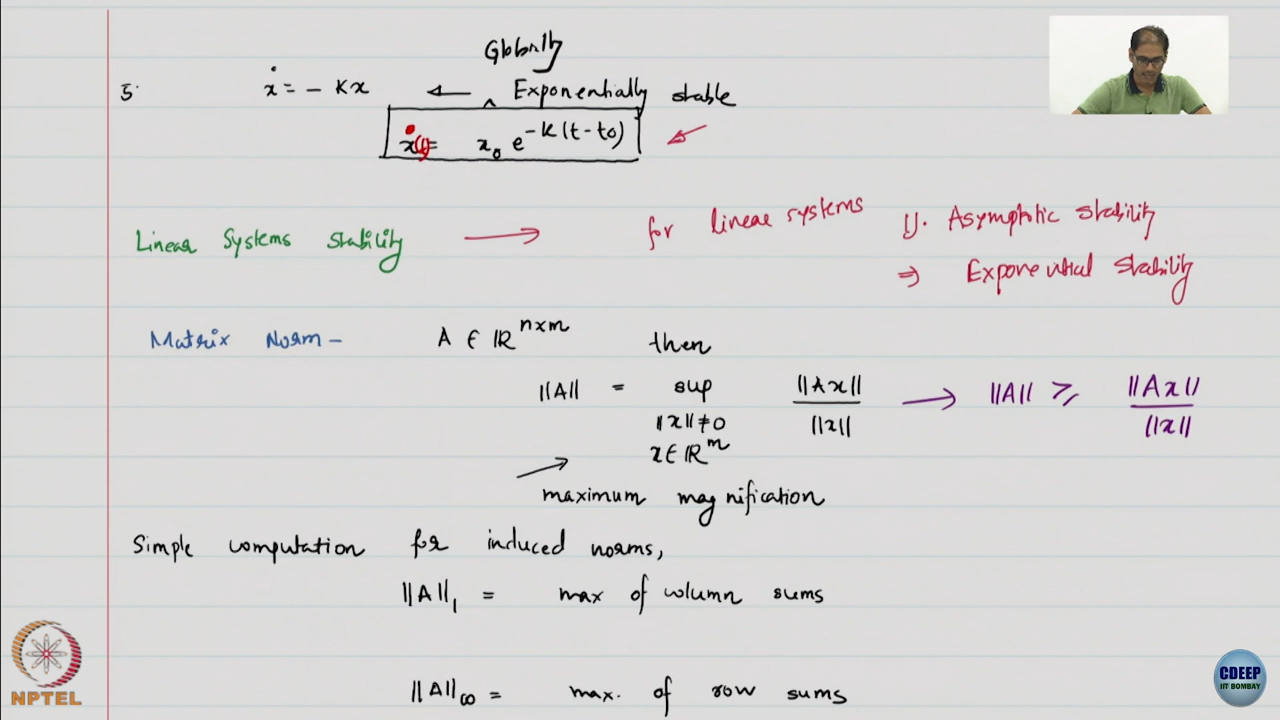 Globally
5. ẋ = - Kx ← ^ Exponentially stable
ẋ(t)= x₀ e^{-K(t-t0)}
Linear Systems Stability → for linear systems 1). Asymptotic stability
⇒ Exponential Stability
Matrix Norm - A ∈ ℝ^{n×m} then
||A|| = sup ||Ax|| / ||x|| → ||A|| ≥ ||Ax|| / ||x||
||x|| ≠ 0
x ∈ ℝ^m
maximum magnification
Simple computation for induced norms,
||A||₁ = max of column sums
||A||∞ = max. of row sums
NPTEL
CDEEP
IIT BOMBAY